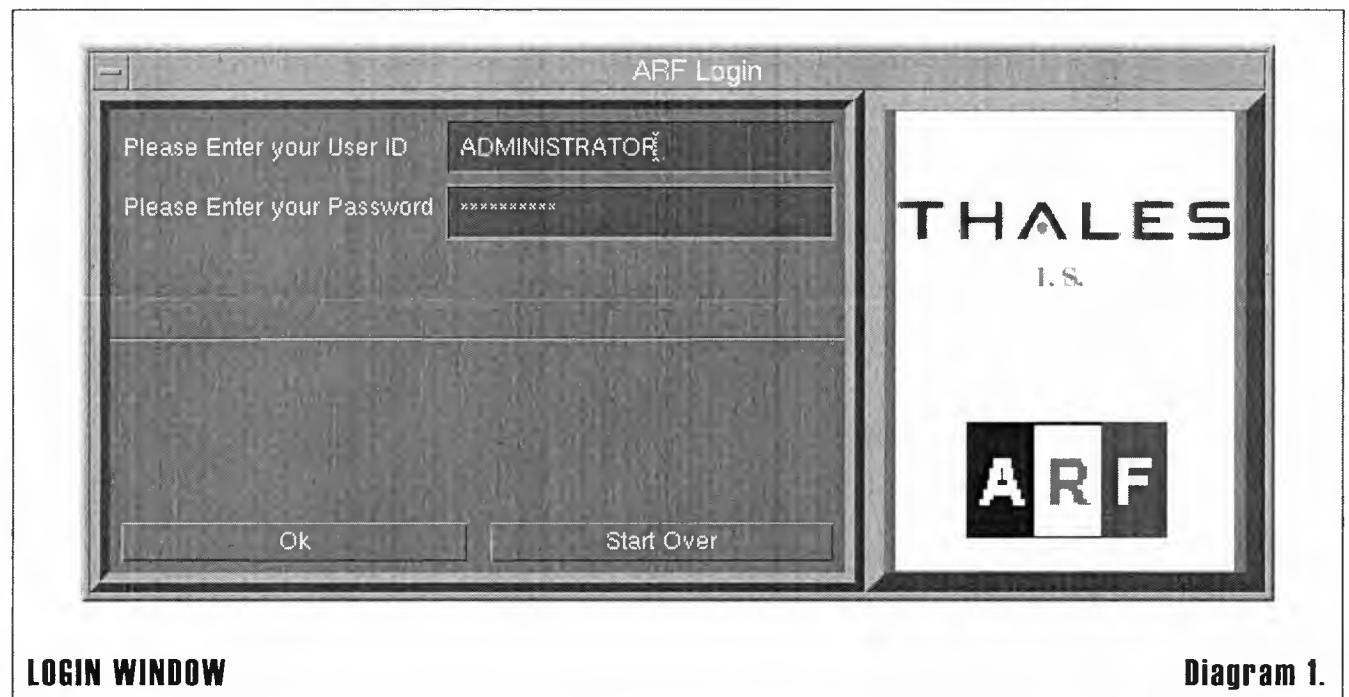 ARF Login
Please Enter your User ID ADMINISTRATOR
Please Enter your Password **********
Ok Start Over
THALES
I. S.
A R F
LOGIN WINDOW Diagram 1.